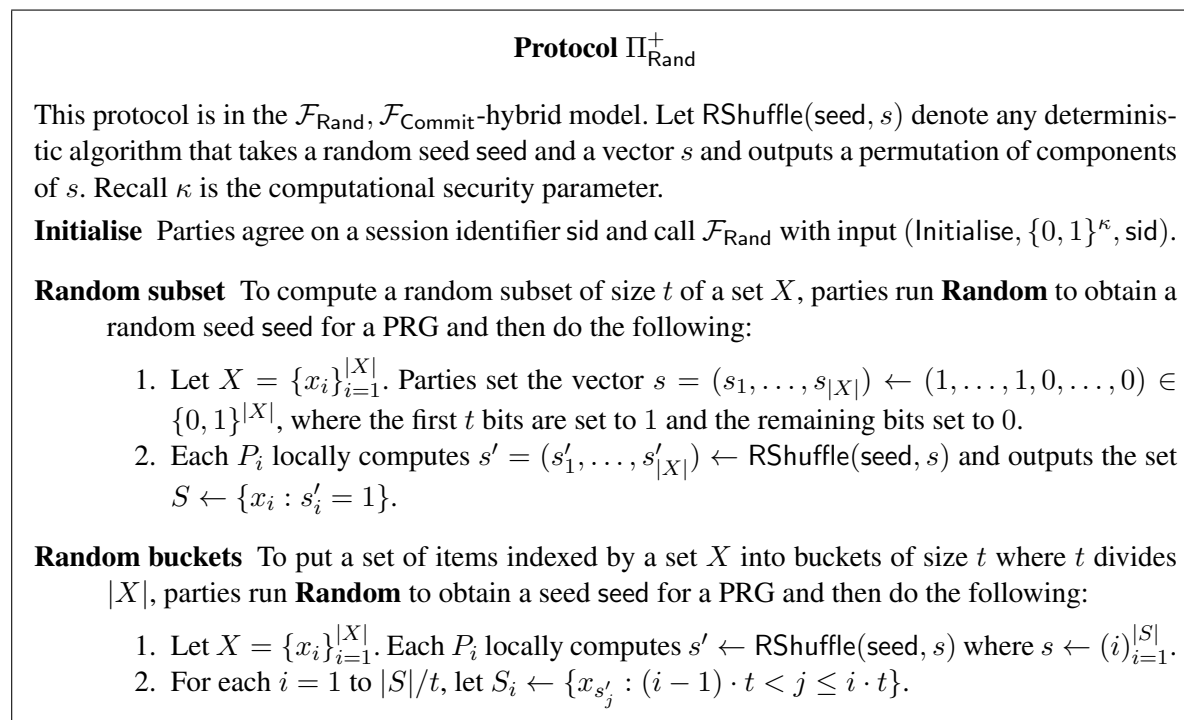 Protocol Π⁺_Rand
This protocol is in the F_Rand, F_Commit-hybrid model. Let RShuffle(seed, s) denote any determinis-
tic algorithm that takes a random seed seed and a vector s and outputs a permutation of components
of s. Recall κ is the computational security parameter.
Initialise Parties agree on a session identifier sid and call F_Rand with input (Initialise, {0, 1}^κ, sid).
Random subset To compute a random subset of size t of a set X, parties run Random to obtain a
random seed seed for a PRG and then do the following:
1. Let X = {x_i}_{i=1}^{|X|}. Parties set the vector s = (s_1, . . . , s_{|X|}) ← (1, . . . , 1, 0, . . . , 0) ∈
{0, 1}^{|X|}, where the first t bits are set to 1 and the remaining bits set to 0.
2. Each P_i locally computes s′ = (s′_1, . . . , s′_{|X|}) ← RShuffle(seed, s) and outputs the set
S ← {x_i : s′_i = 1}.
Random buckets To put a set of items indexed by a set X into buckets of size t where t divides
|X|, parties run Random to obtain a seed seed for a PRG and then do the following:
1. Let X = {x_i}_{i=1}^{|X|}. Each P_i locally computes s′ ← RShuffle(seed, s) where s ← (i)_{i=1}^{|S|}.
2. For each i = 1 to |S|/t, let S_i ← {x_{s′_j} : (i − 1) · t < j ≤ i · t}.